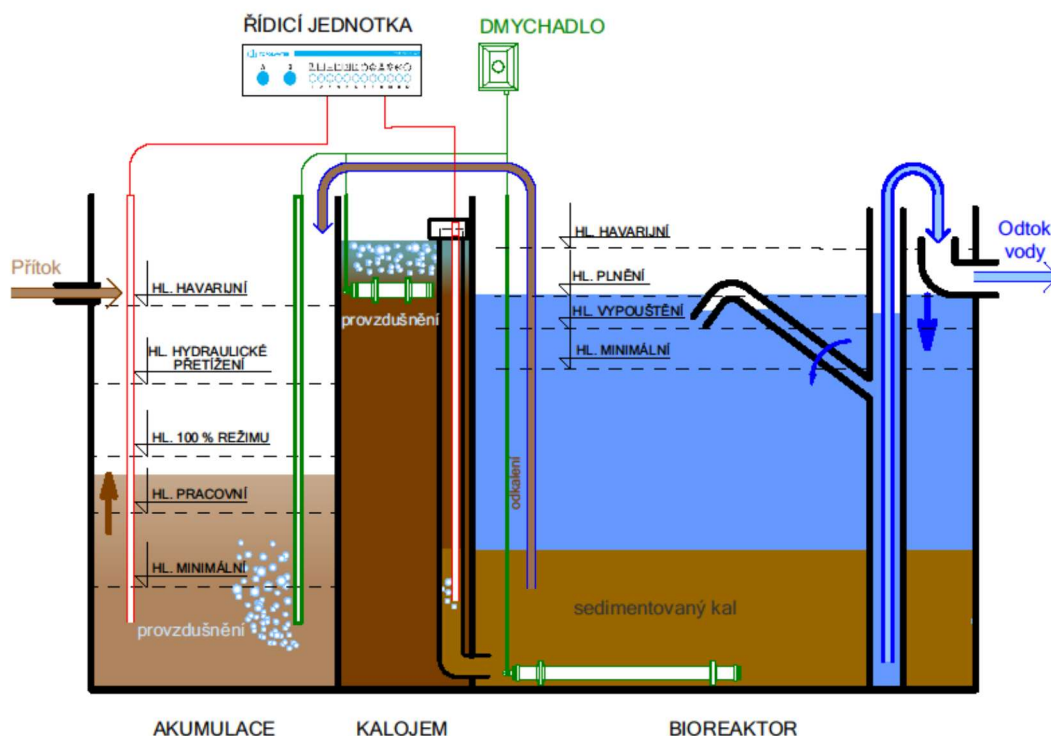 ŘÍDICÍ JEDNOTKA
DMYCHADLO
Přítok
HL. HAVARIJNÍ
HL. HYDRAULICKÉ
PŘETÍŽENÍ
HL. 100 % REŽIMU
HL. PRACOVNÍ
HL. MINIMÁLNÍ
provzdušnění
provzdušnění
odkalení
HL. HAVARIJNÍ
HL. PLNĚNÍ
HL. VYPOUŠTĚNÍ
HL. MINIMÁLNÍ
Odtok
vody
sedimentovaný kal
AKUMULACE
KALOJEM
BIOREAKTOR